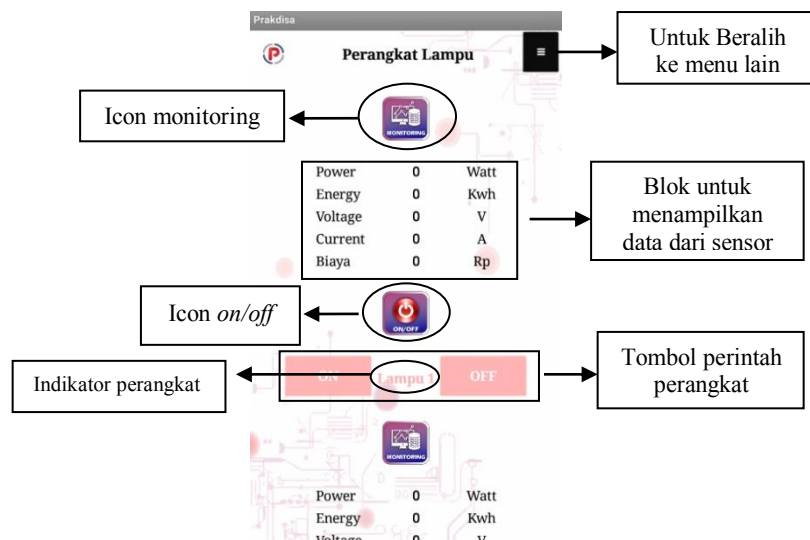 Prakdisa
Perangkat Lampu
Untuk Beralih
ke menu lain
Icon monitoring
MONITORING
Power 0 Watt
Energy 0 Kwh
Voltage 0 V
Current 0 A
Biaya 0 Rp
Blok untuk
menampilkan
data dari sensor
Icon on/off
ON/OFF
Indikator perangkat
ON Lampu 1 OFF
Tombol perintah
perangkat
MONITORING
Power 0 Watt
Energy 0 Kwh
Voltage 0 V